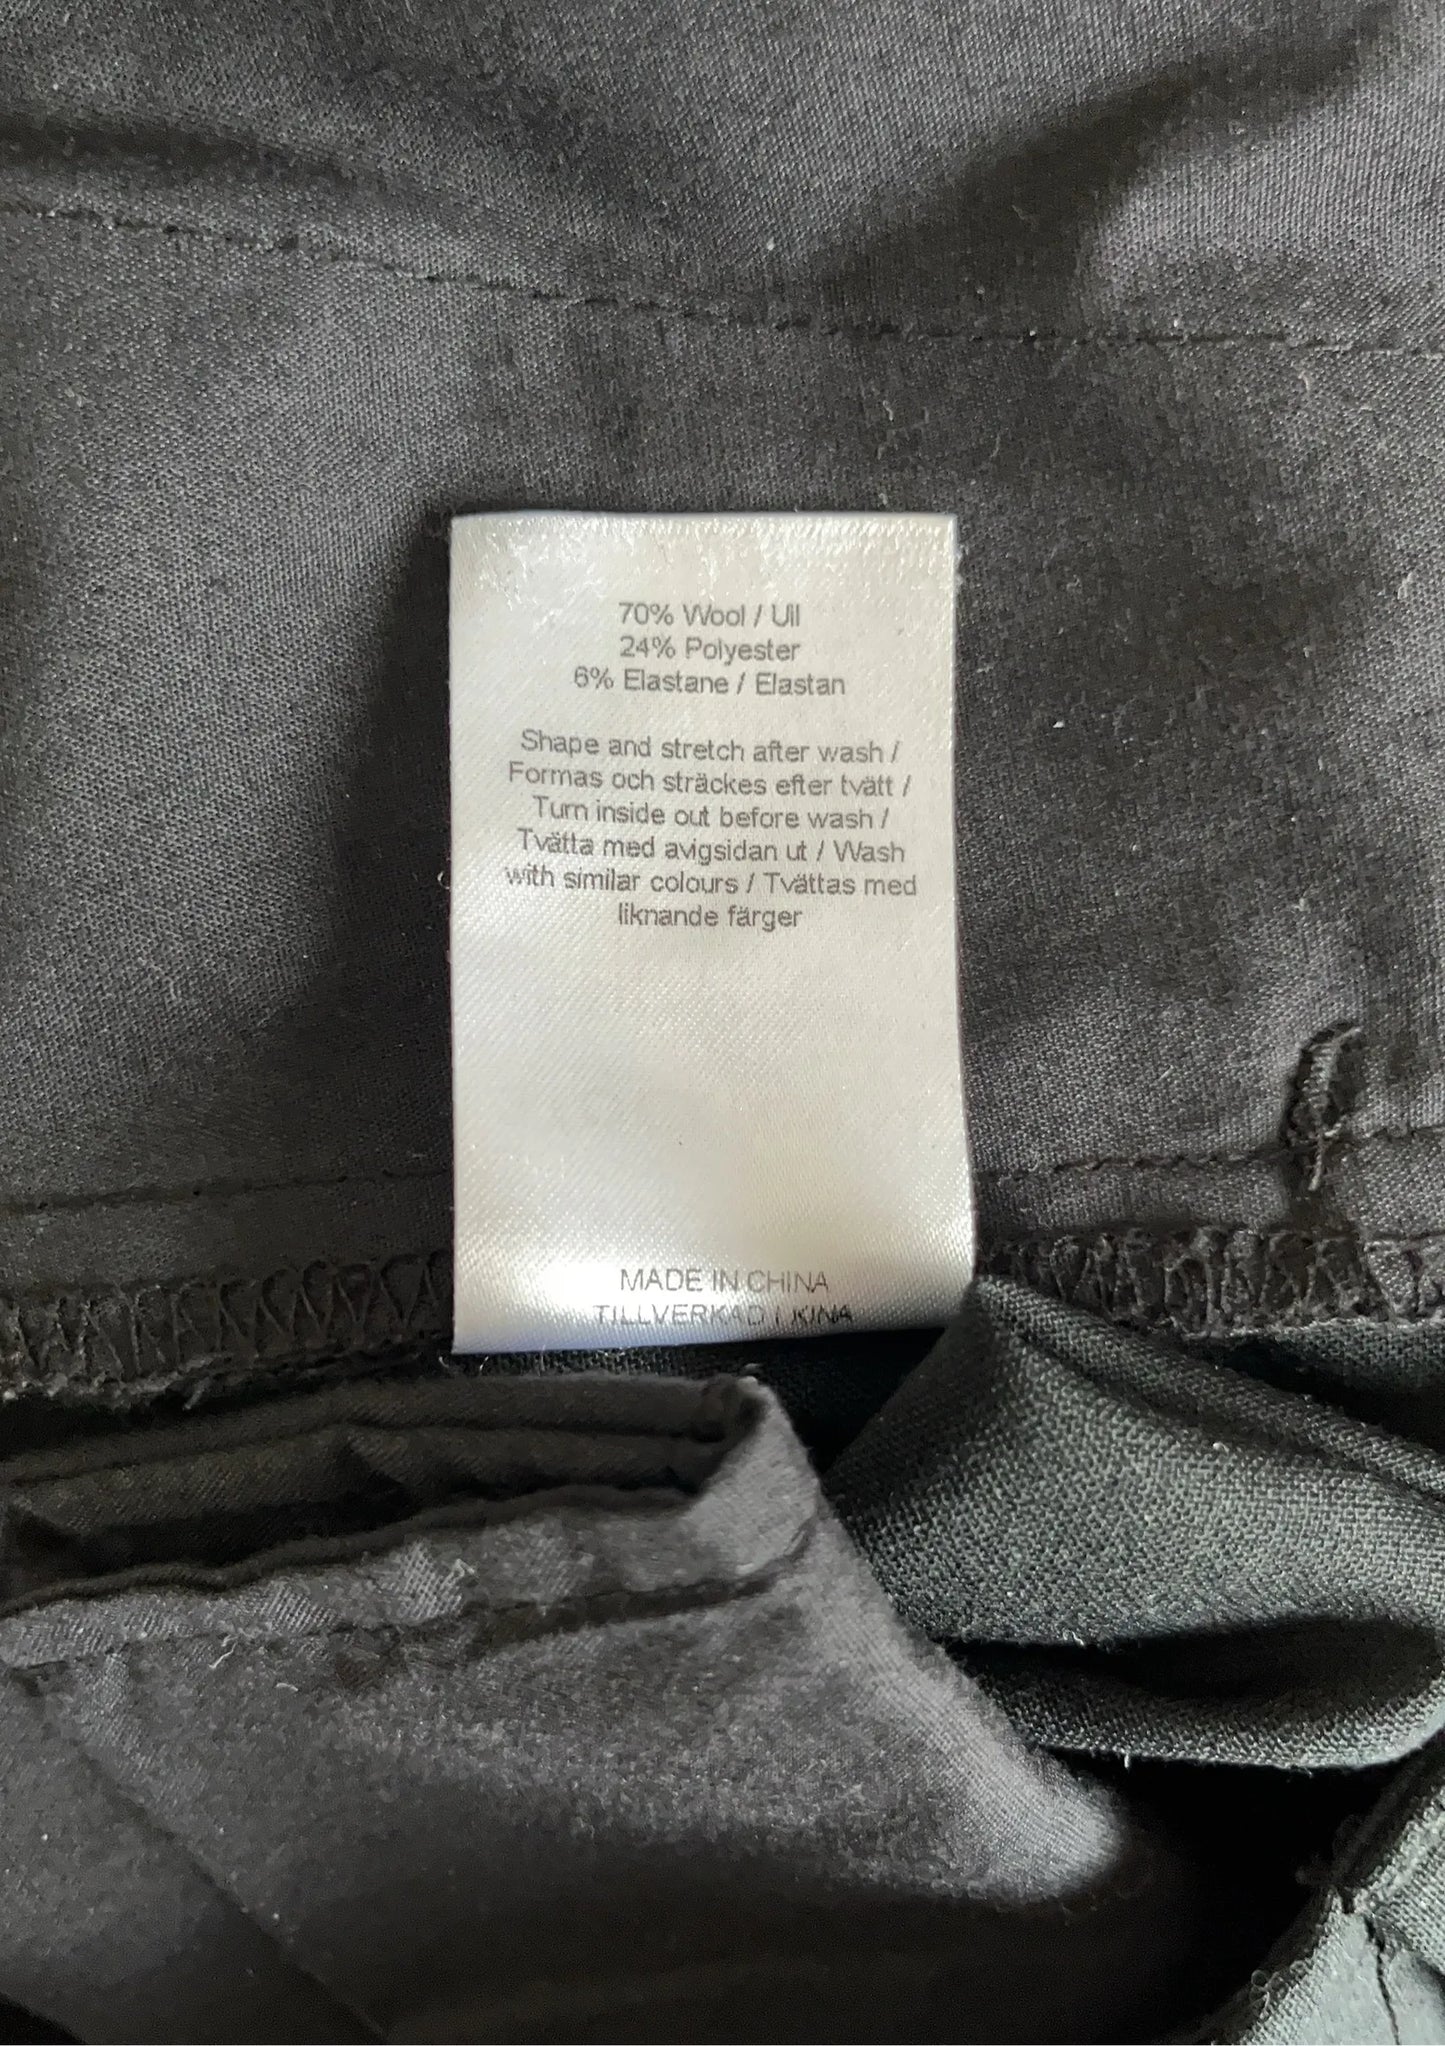 70% Wool / Ull
24% Polyester
6% Elastane / Elastan
Shape and stretch after wash /
Formas och sträckes efter tvätt /
Turn inside out before wash /
Tvätta med avigsidan ut / Wash
with similar colours / Tvättas med
liknande färger
MADE IN CHINA
TILLVERKAD I KINA